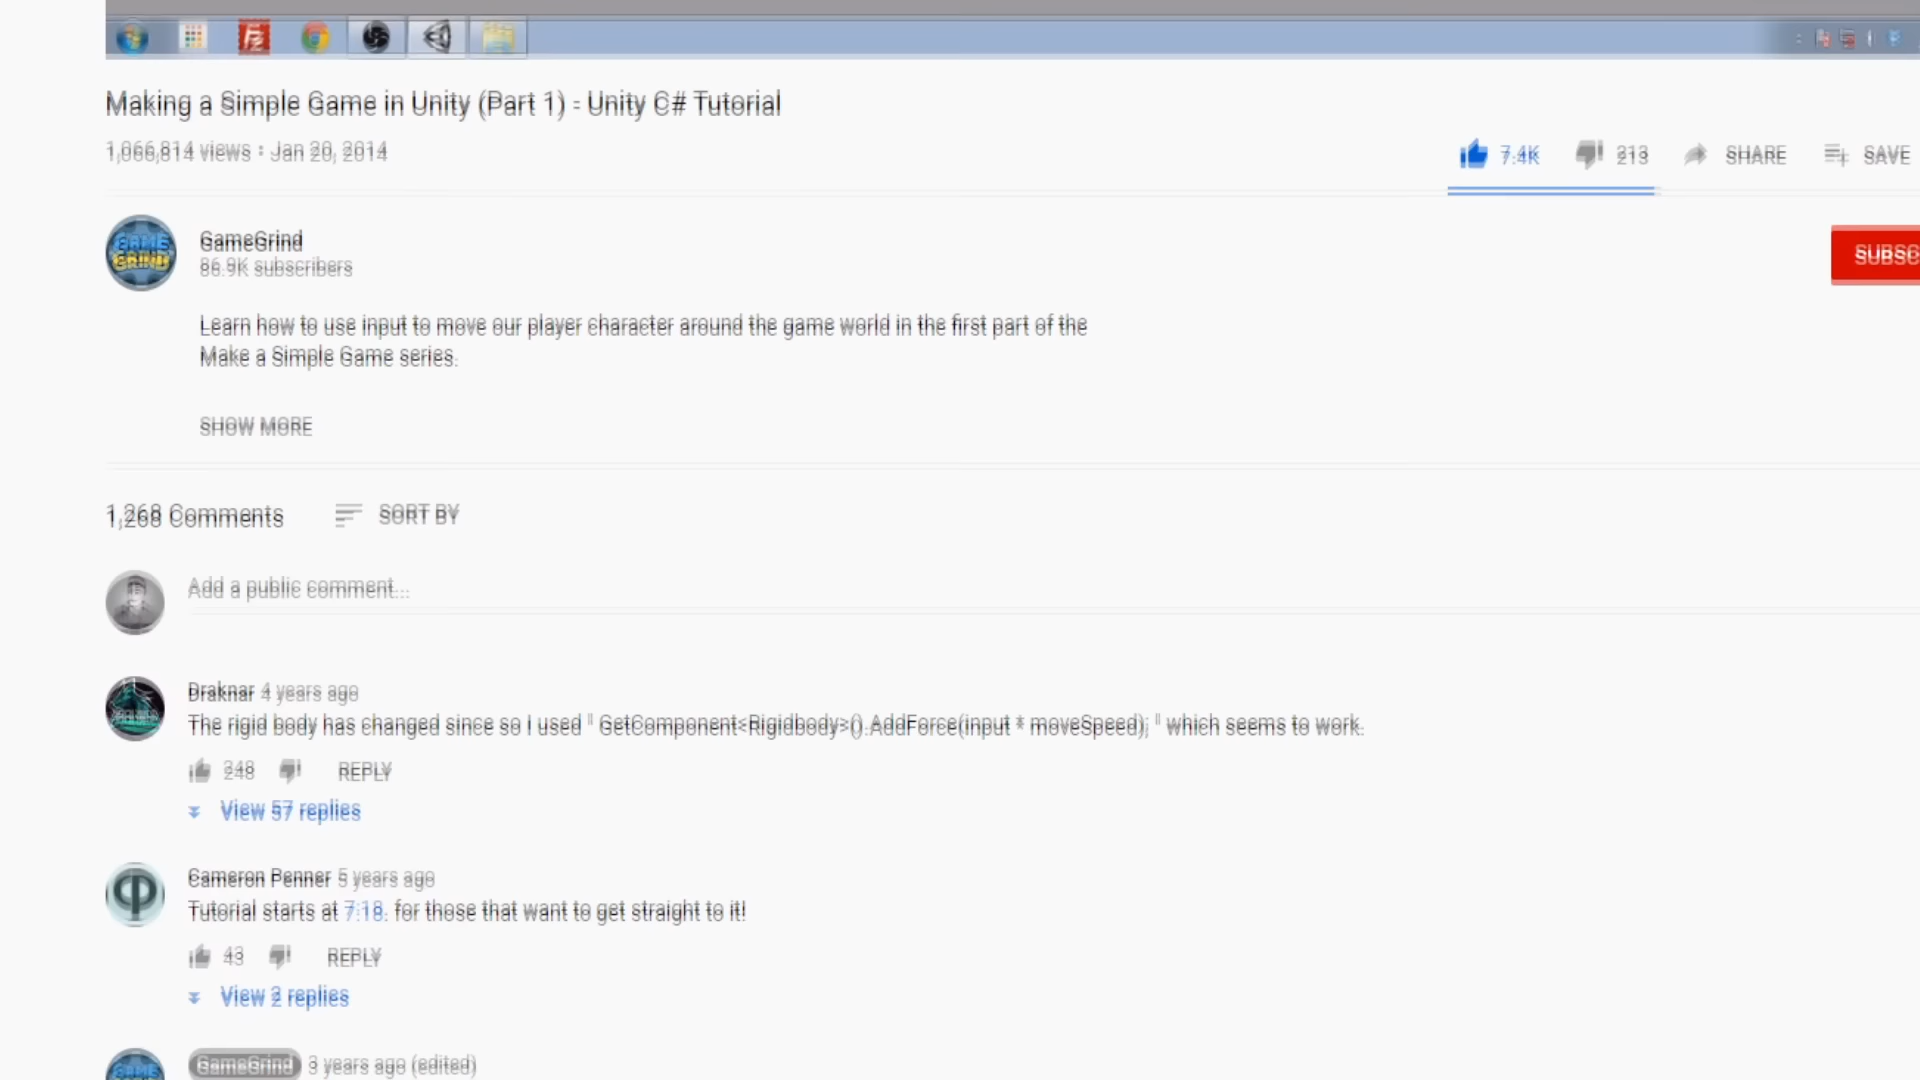 Making a Simple Game in Unity (Part 1) - Unity C# Tutorial
1,066,814 views • Jan 20, 2014
7.4K 213 SHARE SAVE
GAME GRIND
GameGrind
86.9K subscribers
SUBSC
Learn how to use input to move our player character around the game world in the first part of the
Make a Simple Game series.
SHOW MORE
1,268 Comments SORT BY
Add a public comment...
Draknar 4 years ago
The rigid body has changed since so I used " GetComponent<Rigidbody>().AddForce(input * moveSpeed); " which seems to work.
248 REPLY
View 57 replies
Cameron Penner 5 years ago
Tutorial starts at 7:18. for those that want to get straight to it!
43 REPLY
View 2 replies
GameGrind 3 years ago (edited)